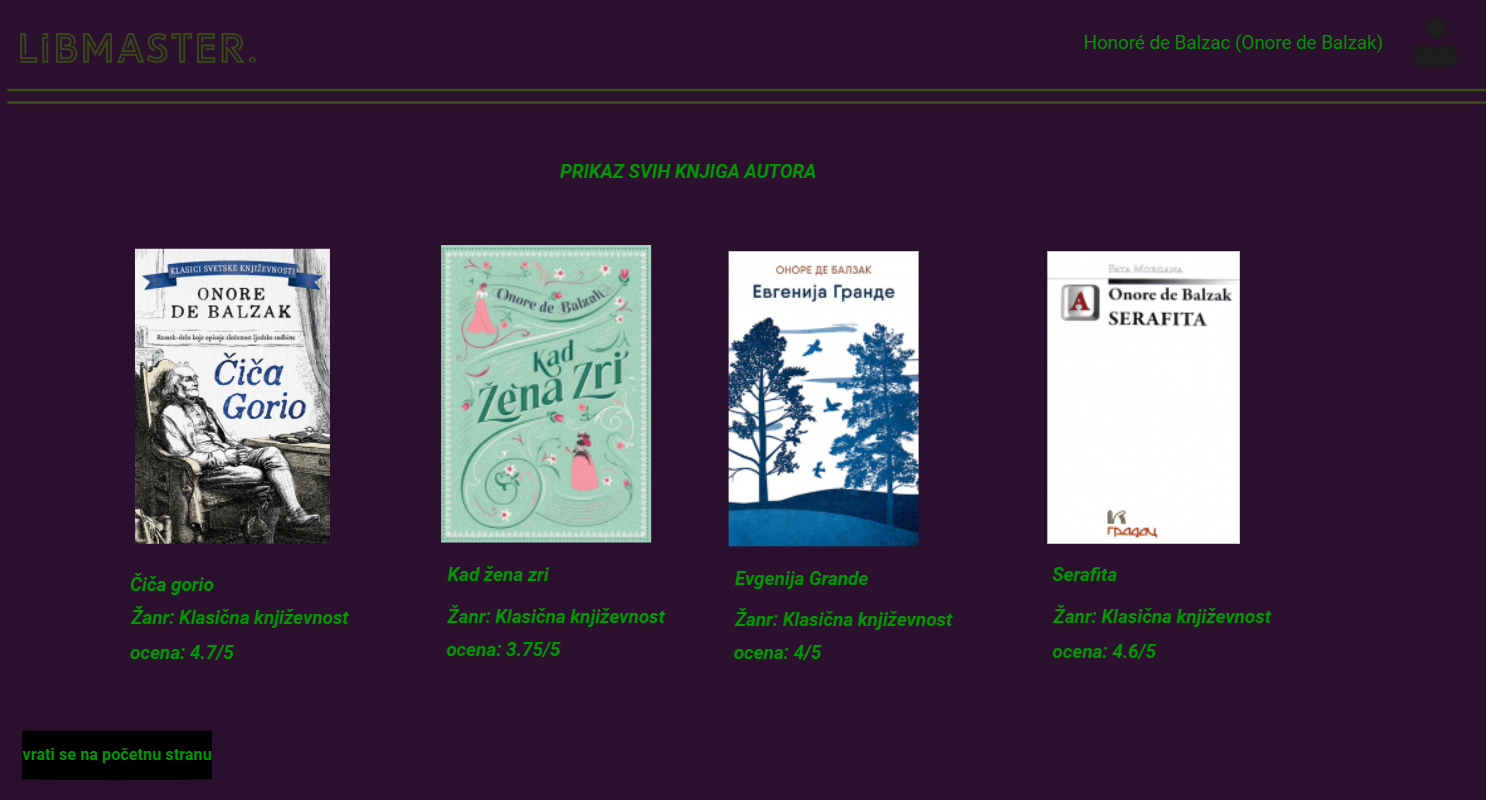 LiBMASTER.
Honoré de Balzac (Onore de Balzak)
PRIKAZ SVIH KNJIGA AUTORA
KLASICI SVETSKE KNJIŽEVNOSTI
ONORE
DE BALZAK
Remek-delo koje opisuje složenost ljudske sudbine
Čiča
Gorio
Onore de Balzak
Kad
Žena Zri
ОНОРЕ ДЕ БАЛЗАК
Евгенија Гранде
FATA MORGANA
A
Onore de Balzak
SERAFITA
градац
Čiča gorio
Žanr: Klasična književnost
ocena: 4.7/5
Kad žena zri
Žanr: Klasična književnost
ocena: 3.75/5
Evgenija Grande
Žanr: Klasična književnost
ocena: 4/5
Serafita
Žanr: Klasična književnost
ocena: 4.6/5
vrati se na početnu stranu